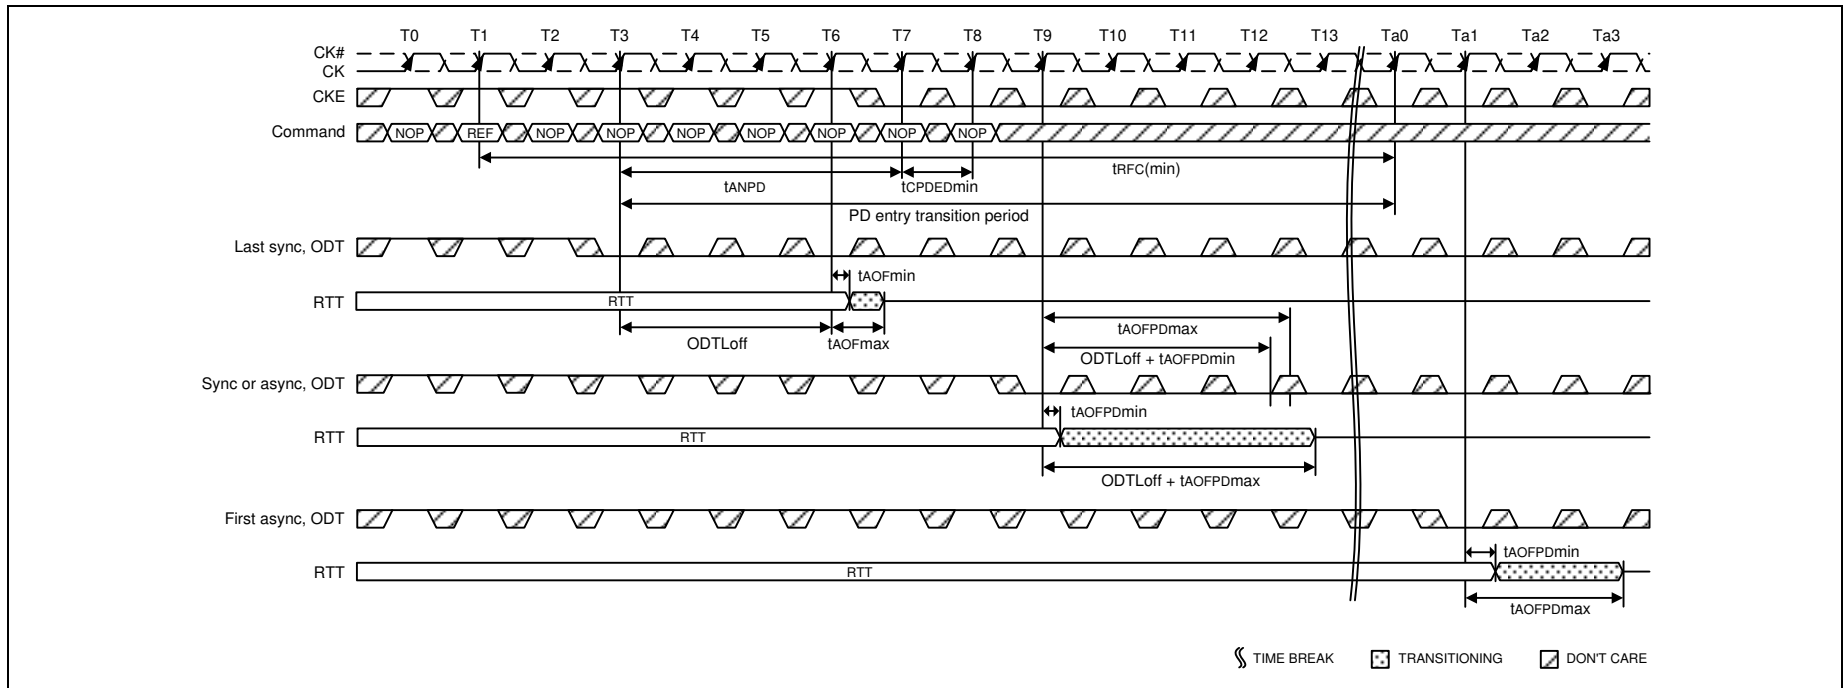 T0 T1 T2 T3 T4 T5 T6 T7 T8 T9 T10 T11 T12 T13 Ta0 Ta1 Ta2 Ta3
CK#
CK
CKE
Command NOP REF NOP NOP NOP NOP NOP NOP NOP
tRFC(min)
tANPD tCPDEDmin
PD entry transition period
Last sync, ODT
tAOFmin
RTT RTT
tAOFPDmax
ODTLoff tAOFmax
ODTLoff + tAOFPDmin
Sync or async, ODT
tAOFPDmin
RTT RTT
ODTLoff + tAOFPDmax
First async, ODT
tAOFPDmin
RTT RTT
tAOFPDmax
TIME BREAK TRANSITIONING DON'T CARE